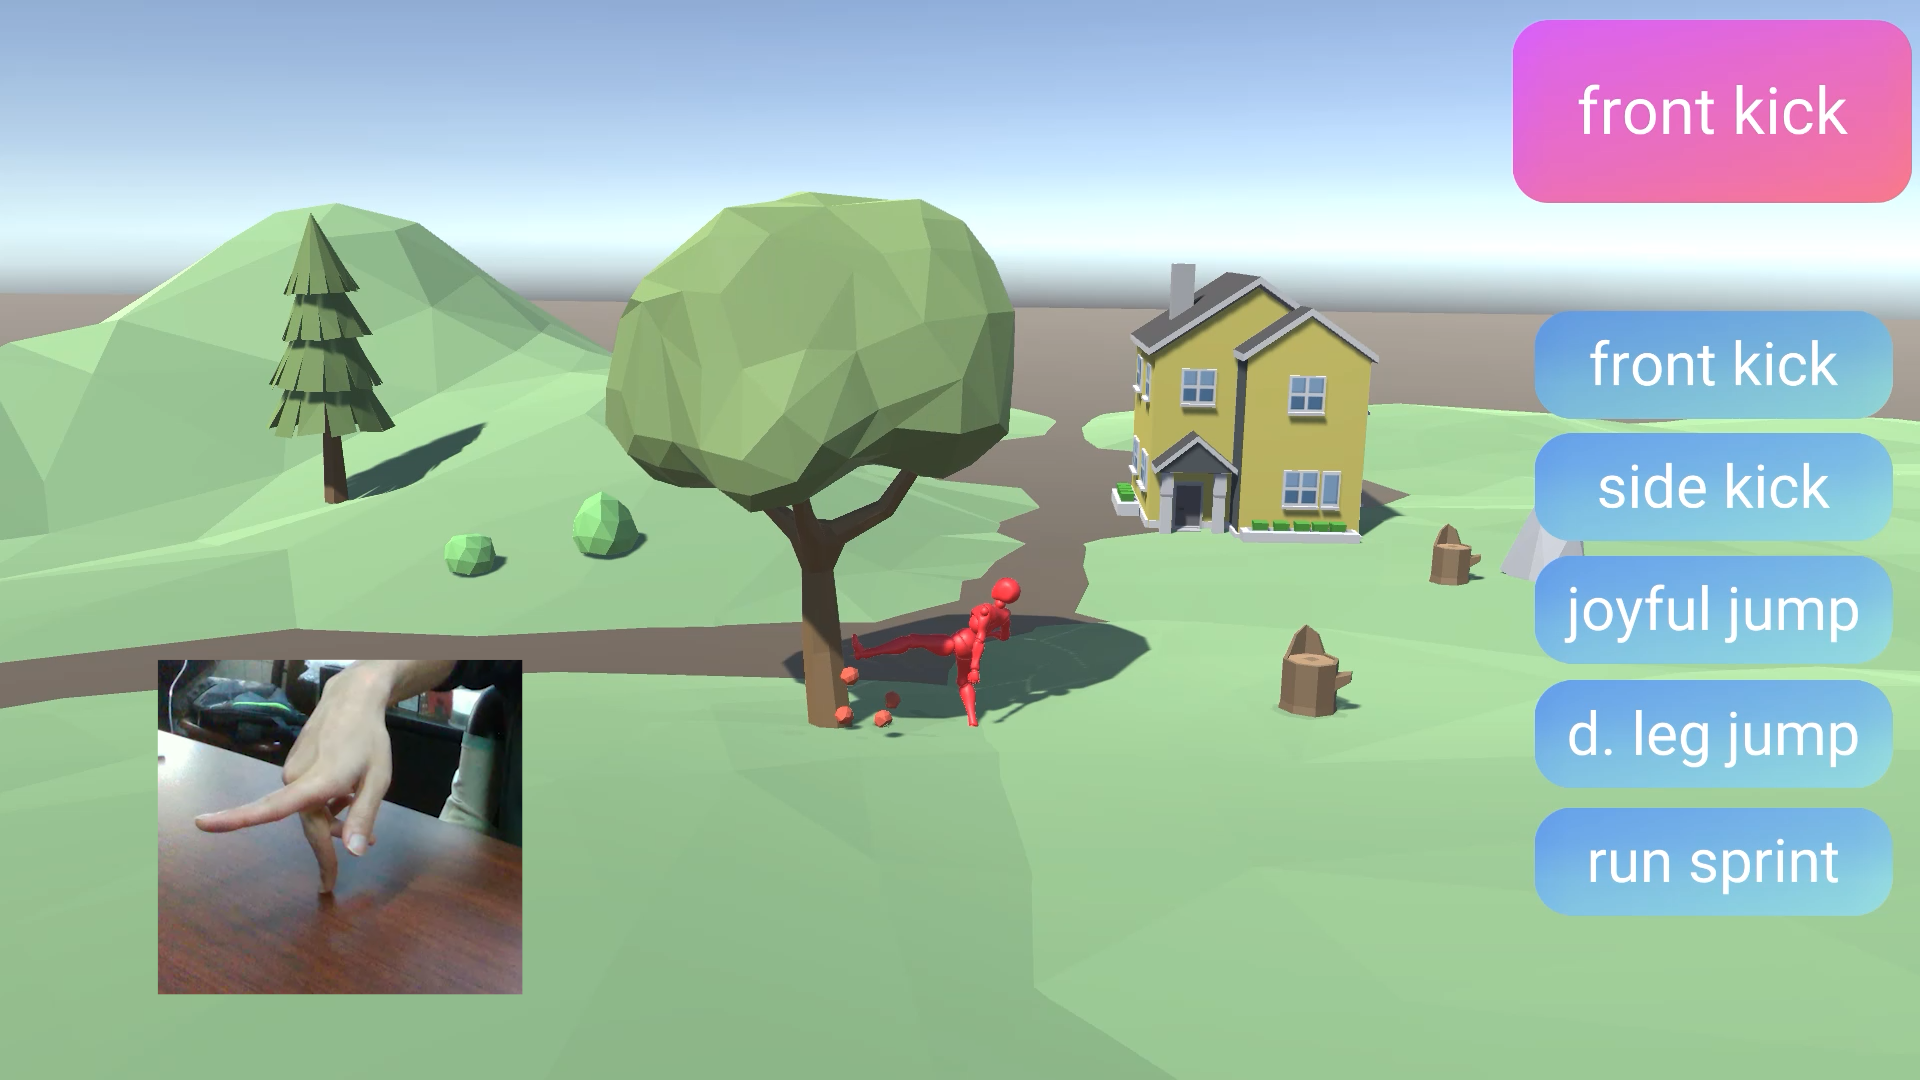 front kick
front kick
side kick
joyful jump
d. leg jump
run sprint